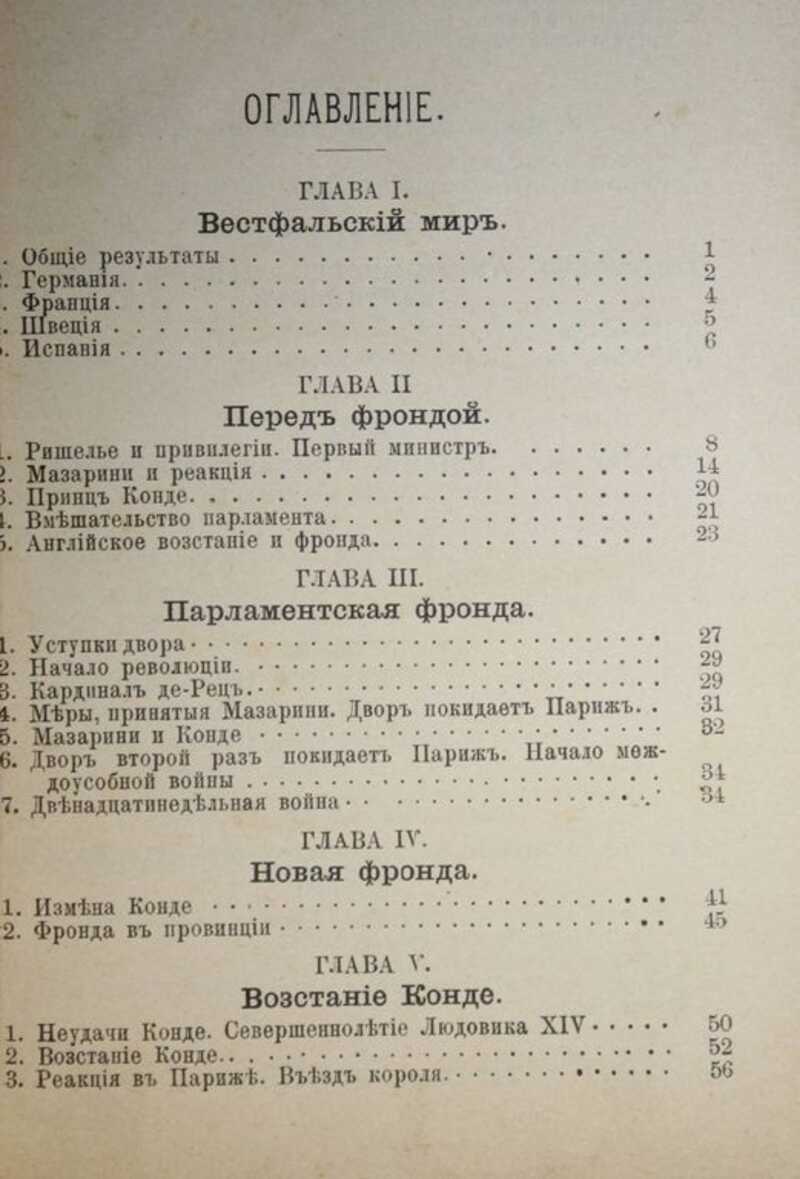 ОГЛАВЛЕНІЕ.
ГЛАВА I.
Вестфальскій миръ.
. Общіе результаты . . . . . . . . . . . . . . . . 1
. Германія. . . . . . . . . . . . . . . . . . . . 2
. Франція. . . . . . . . . . . . . . . . . . . . 4
. Швеція . . . . . . . . . . . . . . . . . . . . 5
. Испанія . . . . . . . . . . . . . . . . . . . . 6
ГЛАВА II
Передъ фрондой.
1. Ришелье и привилегіи. Первый министръ. . . . . . . 8
2. Мазарини и реакція . . . . . . . . . . . . . . . 14
3. Принцъ Конде. . . . . . . . . . . . . . . . . . 20
4. Вмѣшательство парламента. . . . . . . . . . . . . 21
5. Англійское возстаніе и фронда. . . . . . . . . . . 23
ГЛАВА III.
Парламентская фронда.
1. Уступки двора . . . . . . . . . . . . . . . . . 27
2. Начало революціи. . . . . . . . . . . . . . . . 29
3. Кардиналъ де-Рецъ. . . . . . . . . . . . . . . . 29
4. Мѣры, принятыя Мазарини. Дворъ покидаетъ Парижъ. . 31
5. Мазарини и Конде . . . . . . . . . . . . . . . . 32
6. Дворъ второй разъ покидаетъ Парижъ. Начало меж-
доусобной войны . . . . . . . . . . . . . . . . . 34
7. Двѣнадцатинедѣльная война . . . . . . . . . . . . 34
ГЛАВА IV.
Новая фронда.
1. Измѣна Конде . . . . . . . . . . . . . . . . . . 41
2. Фронда въ провинціи . . . . . . . . . . . . . . . 45
ГЛАВА V.
Возстаніе Конде.
1. Неудачи Конде. Севершеннолѣтіе Людовика XIV . . . . . 50
2. Возстаніе Конде. . . . . . . . . . . . . . . . . 52
3. Реакція въ Парижѣ. Въѣздъ короля. . . . . . . . . . 56